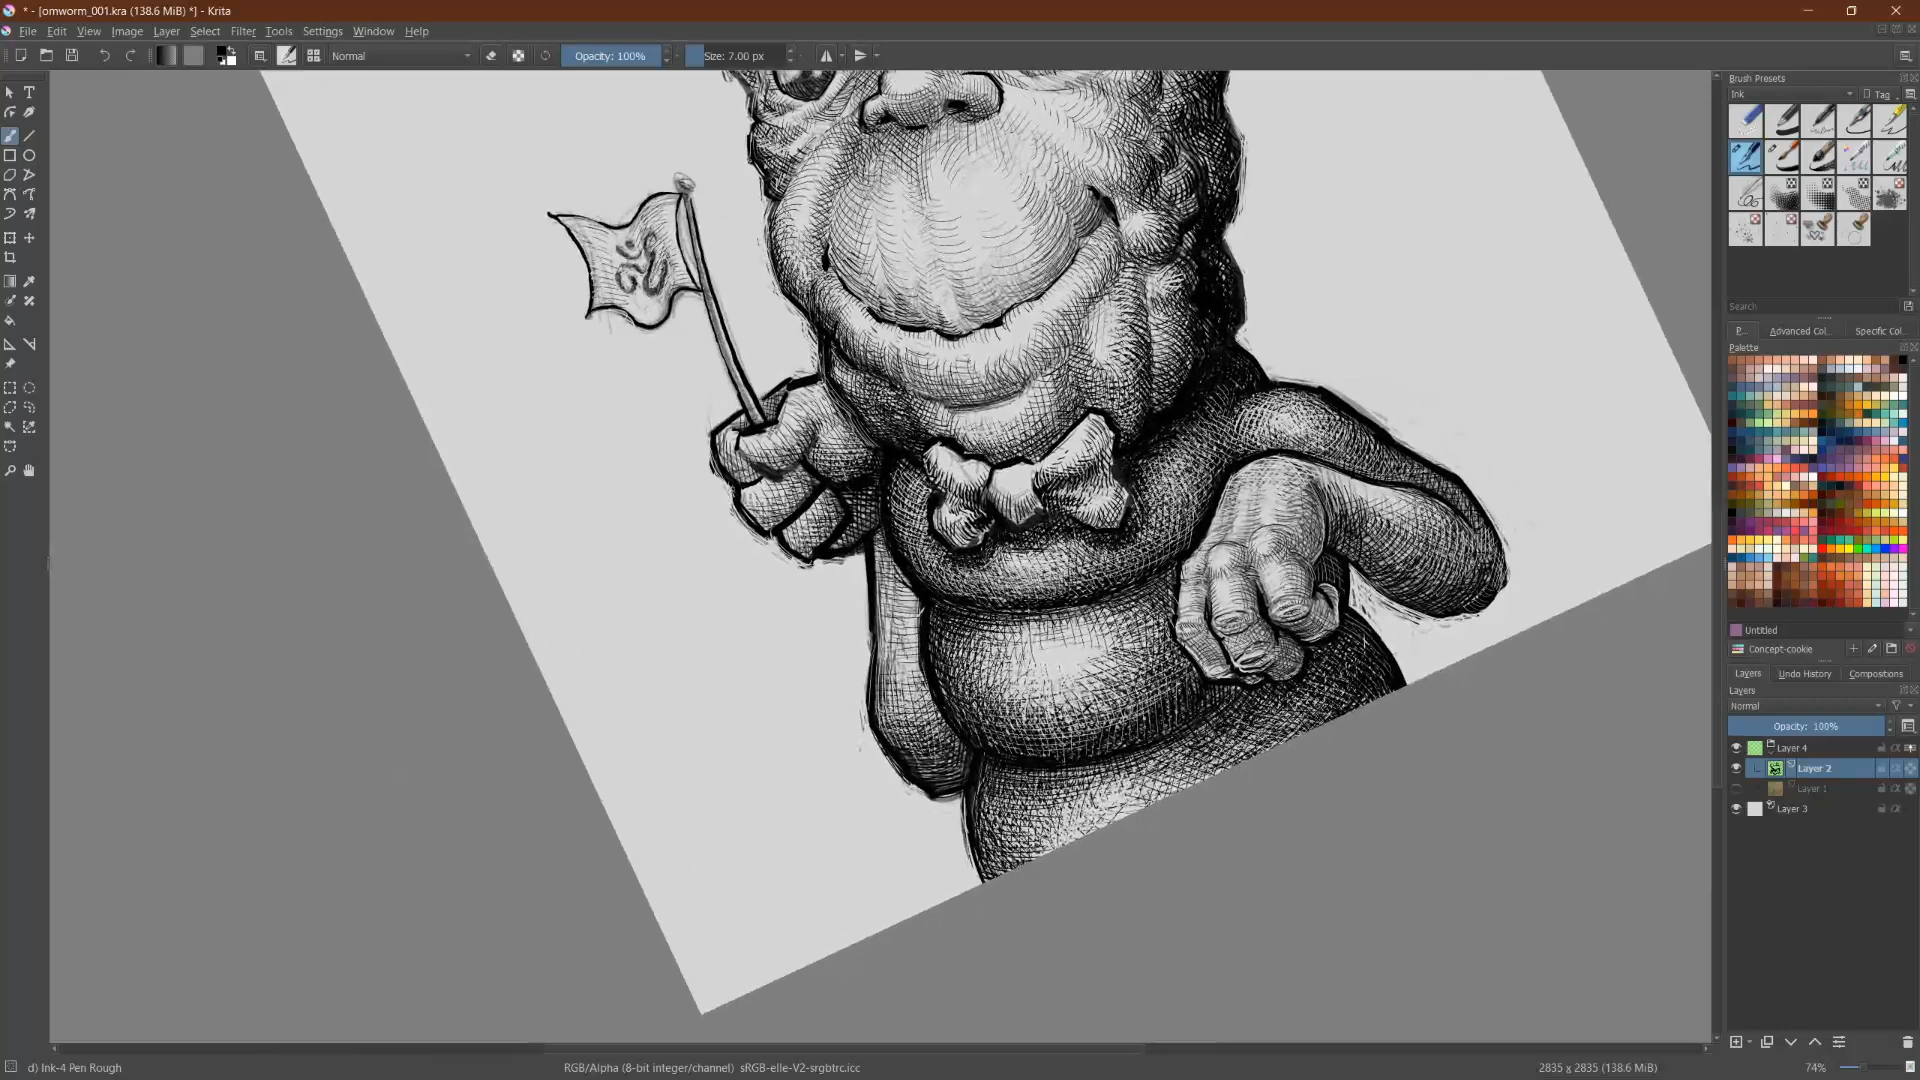 * - [omworm_001.kra (138.6 MiB) *] - Krita
File Edit View Image Layer Select Filter Tools Settings Window Help
Normal
Opacity: 100%
Size: 7.00 px
Brush Presets
Ink
Tag
Search
P...
Advanced Col...
Specific Col...
Palette
Untitled
Concept-cookie
Layers Undo History Compositions
Layers
Normal
Opacity: 100%
Layer 4
Layer 2
Layer 1
Layer 3
d) Ink-4 Pen Rough
RGB/Alpha (8-bit integer/channel) sRGB-elle-V2-srgbtrc.icc
2835 x 2835 (138.6 MiB)
74%